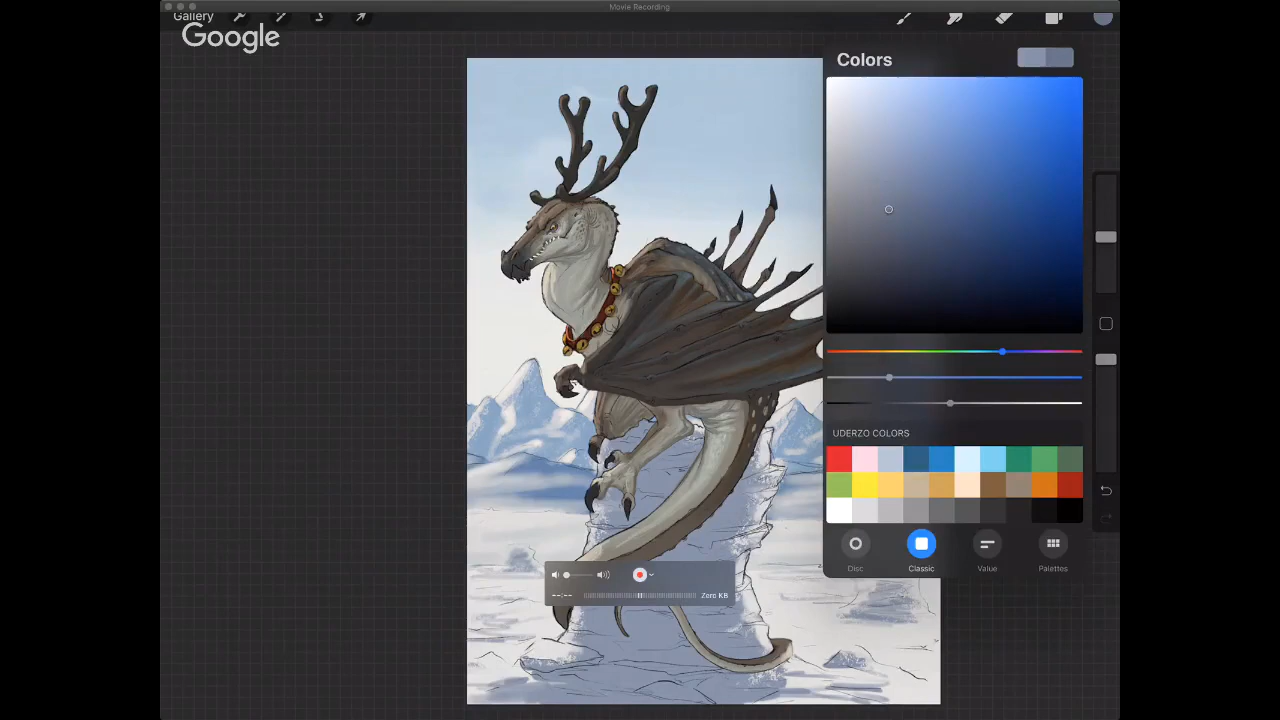 Movie Recording
Gallery
Google
Colors
UDERZO COLORS
Disc
Classic
Value
Palettes
--:-- Zero KB